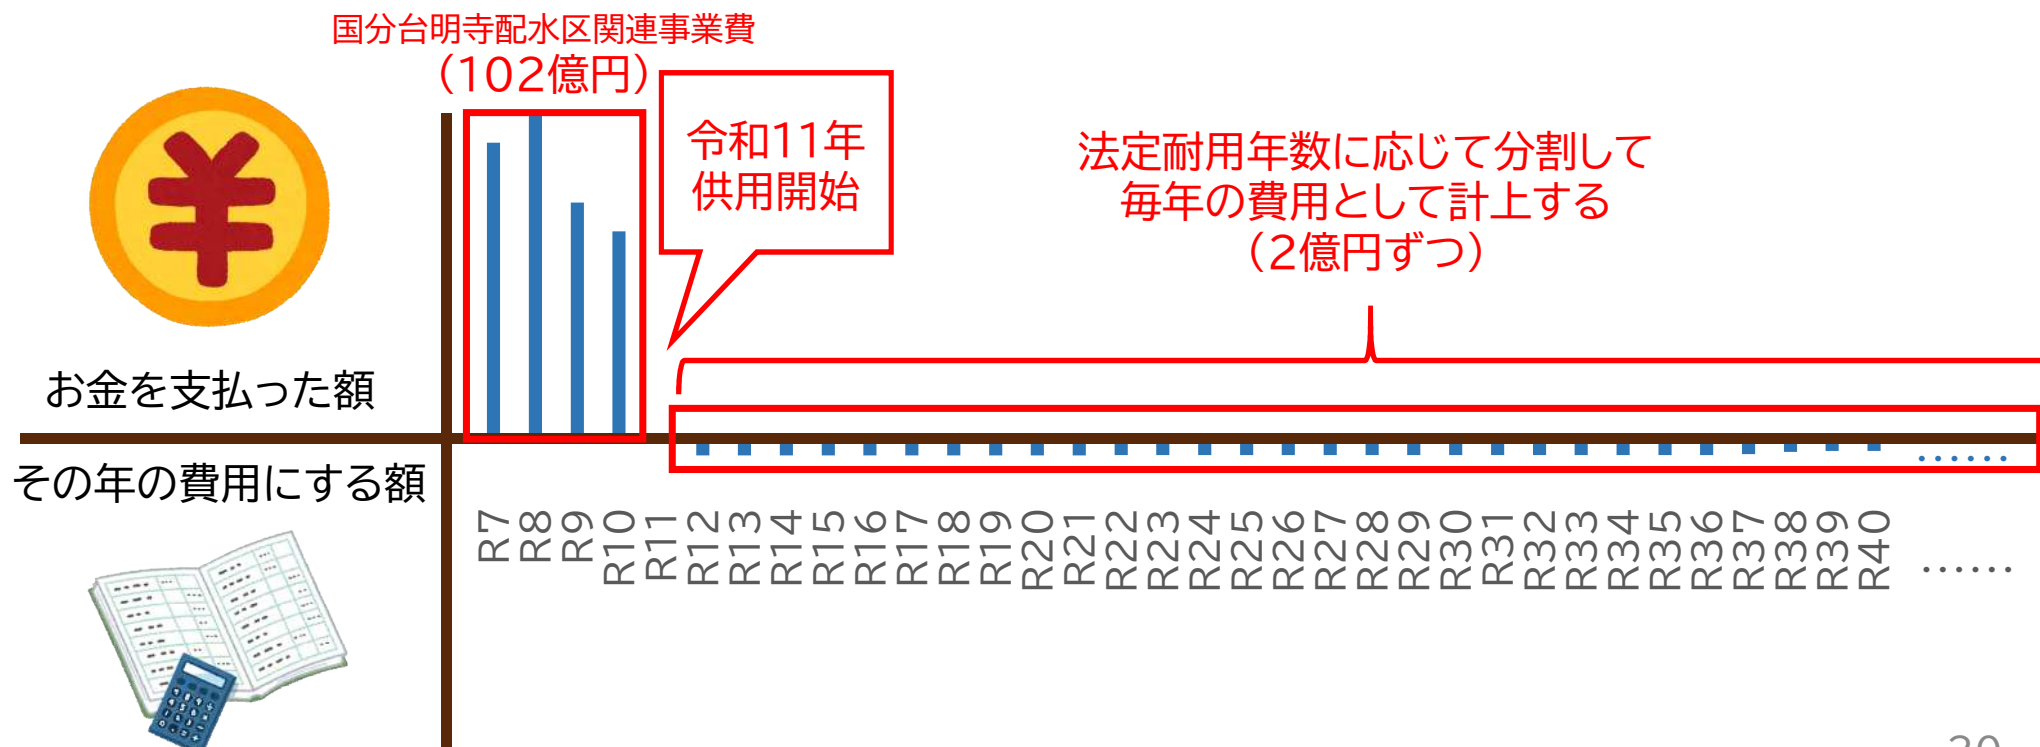 国分台明寺配水区関連事業費
（102億円）
令和11年
供用開始
法定耐用年数に応じて分割して
毎年の費用として計上する
（2億円ずつ）
お金を支払った額
その年の費用にする額
R7
R8
R9
R10
R11
R12
R13
R14
R15
R16
R17
R18
R19
R20
R21
R22
R23
R24
R25
R26
R27
R28
R29
R30
R31
R32
R33
R34
R35
R36
R37
R38
R39
R40
……
……